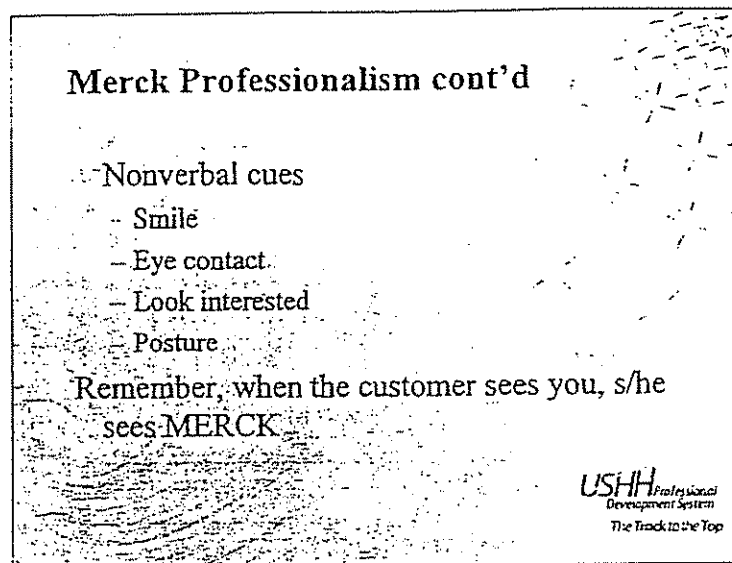 Merck Professionalism cont'd
Nonverbal cues
– Smile
– Eye contact
– Look interested
– Posture
Remember, when the customer sees you, s/he
sees MERCK
USHH Professional
Development System
The Track to the Top